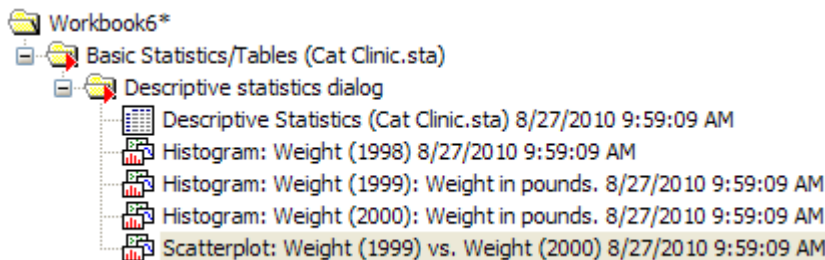 Workbook6*
Basic Statistics/Tables (Cat Clinic.sta)
Descriptive statistics dialog
Descriptive Statistics (Cat Clinic.sta) 8/27/2010 9:59:09 AM
Histogram: Weight (1998) 8/27/2010 9:59:09 AM
Histogram: Weight (1999): Weight in pounds. 8/27/2010 9:59:09 AM
Histogram: Weight (2000): Weight in pounds. 8/27/2010 9:59:09 AM
Scatterplot: Weight (1999) vs. Weight (2000) 8/27/2010 9:59:09 AM